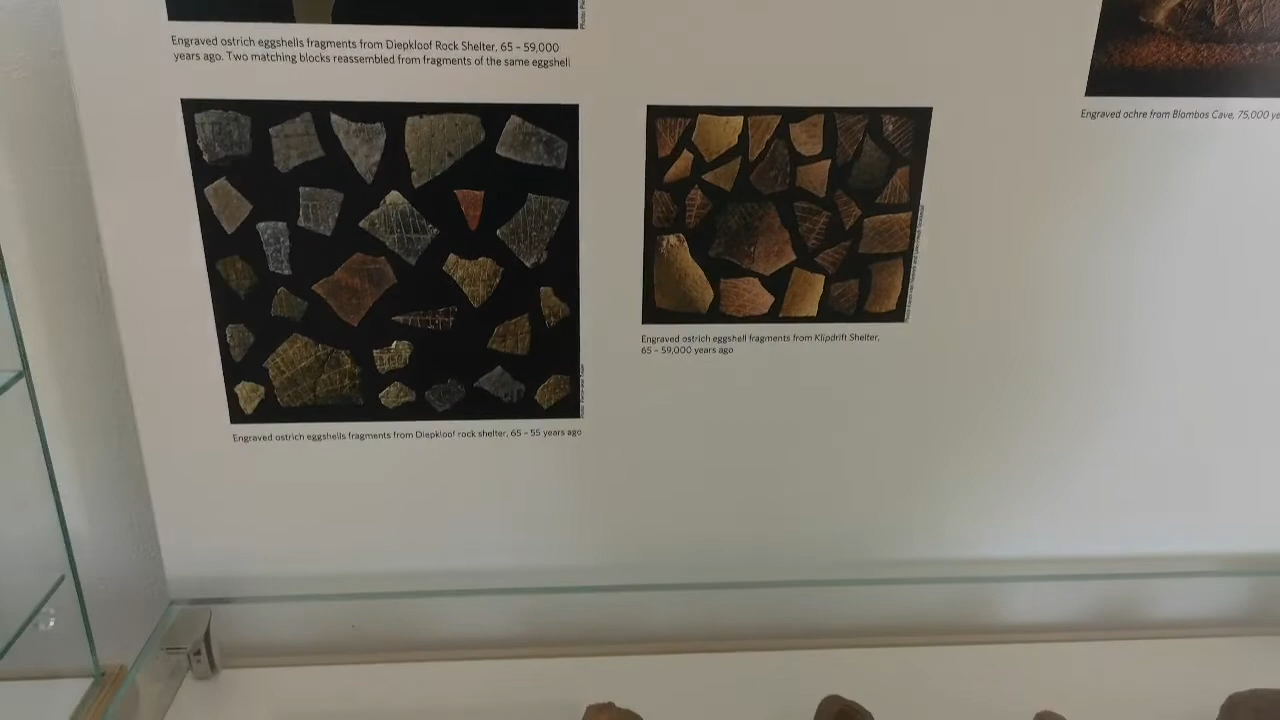 Engraved ostrich eggshells fragments from Diepkloof Rock Shelter, 65 – 59,000
years ago. Two matching blocks reassembled from fragments of the same eggshell
Engraved ochre from Blombos Cave, 75,000 ye
Engraved ostrich eggshell fragments from Klipdrift Shelter,
65 – 59,000 years ago
Engraved ostrich eggshells fragments from Diepkloof rock shelter, 65 – 55 years ago